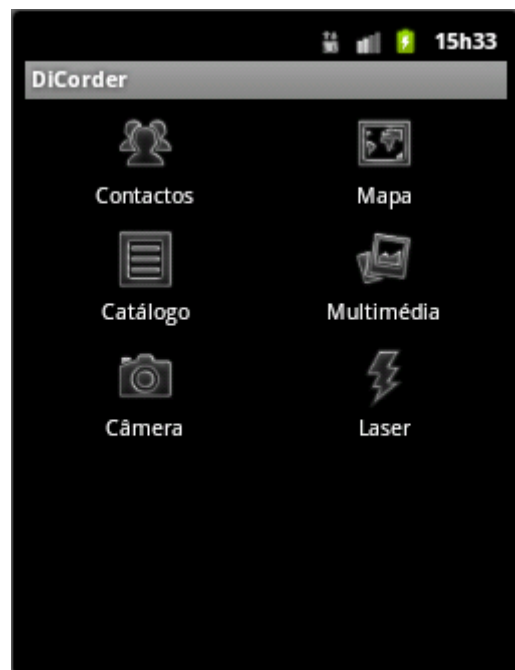 15h33
DiCorder
Contactos Mapa
Catálogo Multimédia
Câmera Laser